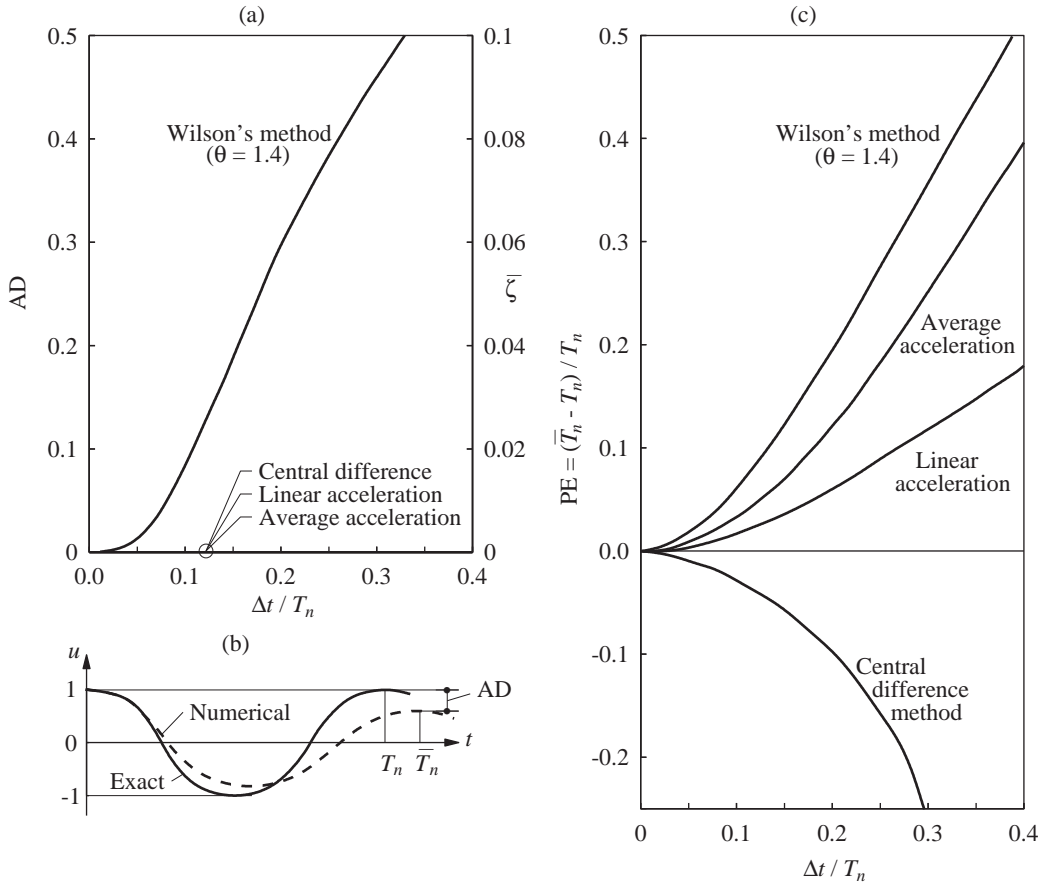 (a)
0.5
0.4
0.3
0.2
0.1
0
AD
0.1
0.08
0.06
0.04
0.02
0
ζ̅
Wilson's method
(θ = 1.4)
Central difference
Linear acceleration
Average acceleration
0.0
0.1
0.2
0.3
0.4
Δt / Tₙ
(b)
u
1
0
-1
Numerical
Exact
AD
t
Tₙ
T̅ₙ
(c)
0.5
0.4
0.3
0.2
0.1
0.0
-0.1
-0.2
PE = (T̅ₙ - Tₙ) / Tₙ
Wilson's method
(θ = 1.4)
Average
acceleration
Linear
acceleration
Central
difference
method
0
0.1
0.2
0.3
0.4
Δt / Tₙ